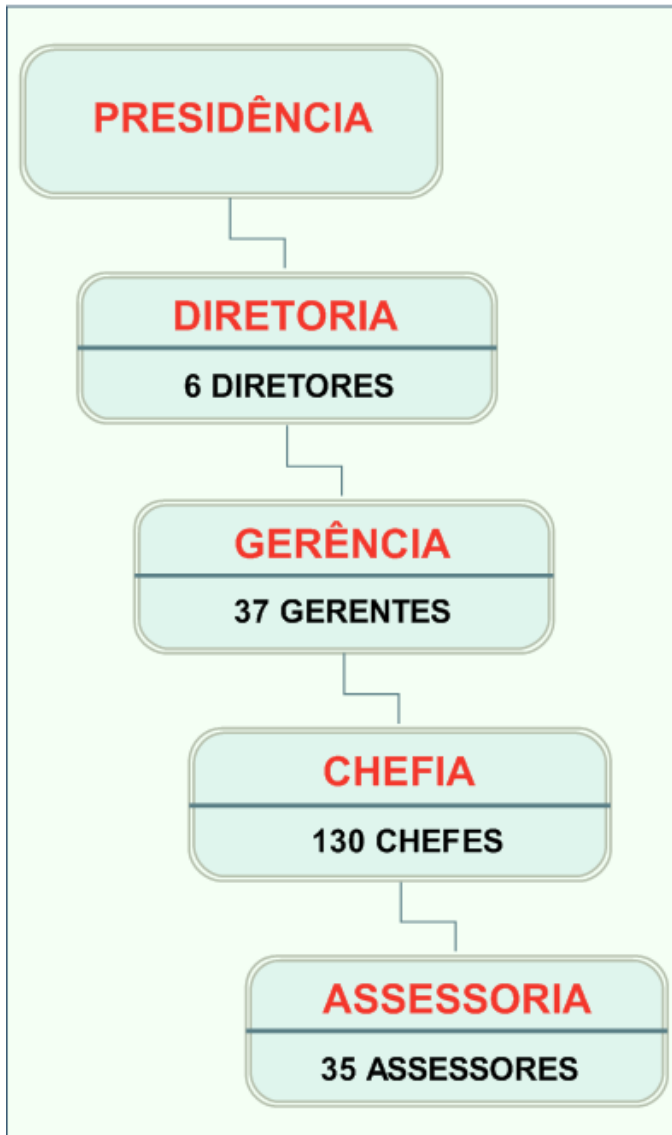 PRESIDÊNCIA
DIRETORIA
6 DIRETORES
GERÊNCIA
37 GERENTES
CHEFIA
130 CHEFES
ASSESSORIA
35 ASSESSORES